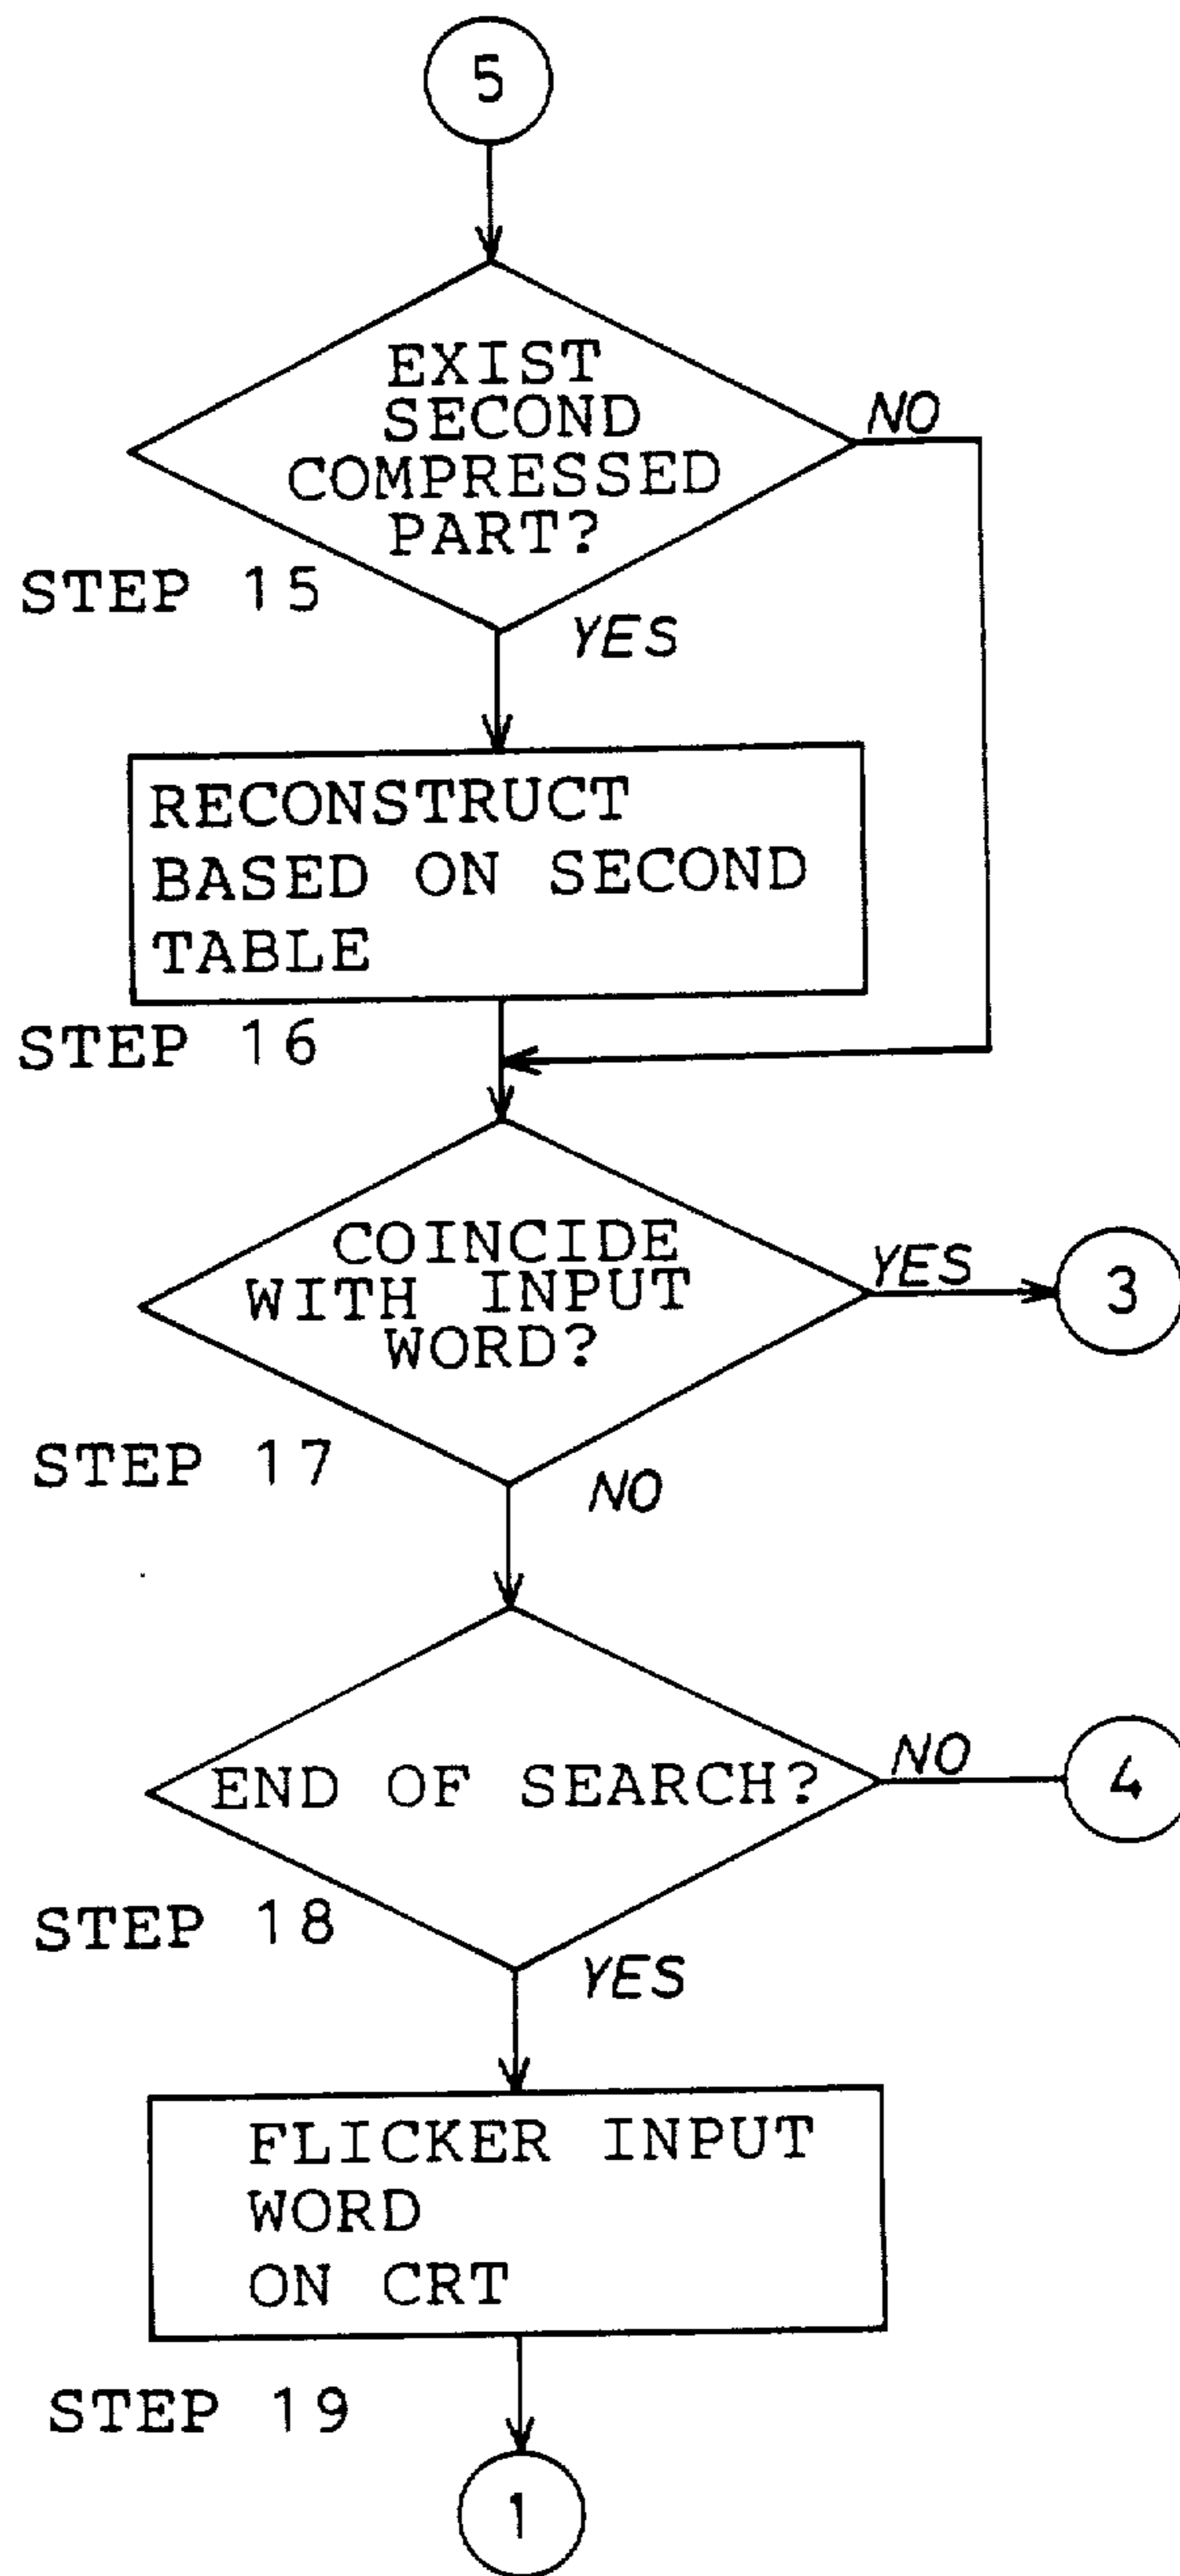 5
EXIST
SECOND
COMPRESSED
PART?
NO
STEP 15
YES
RECONSTRUCT
BASED ON SECOND
TABLE
STEP 16
COINCIDE
WITH INPUT
WORD?
YES
3
STEP 17
NO
END OF SEARCH?
NO
4
STEP 18
YES
FLICKER INPUT
WORD
ON CRT
STEP 19
1